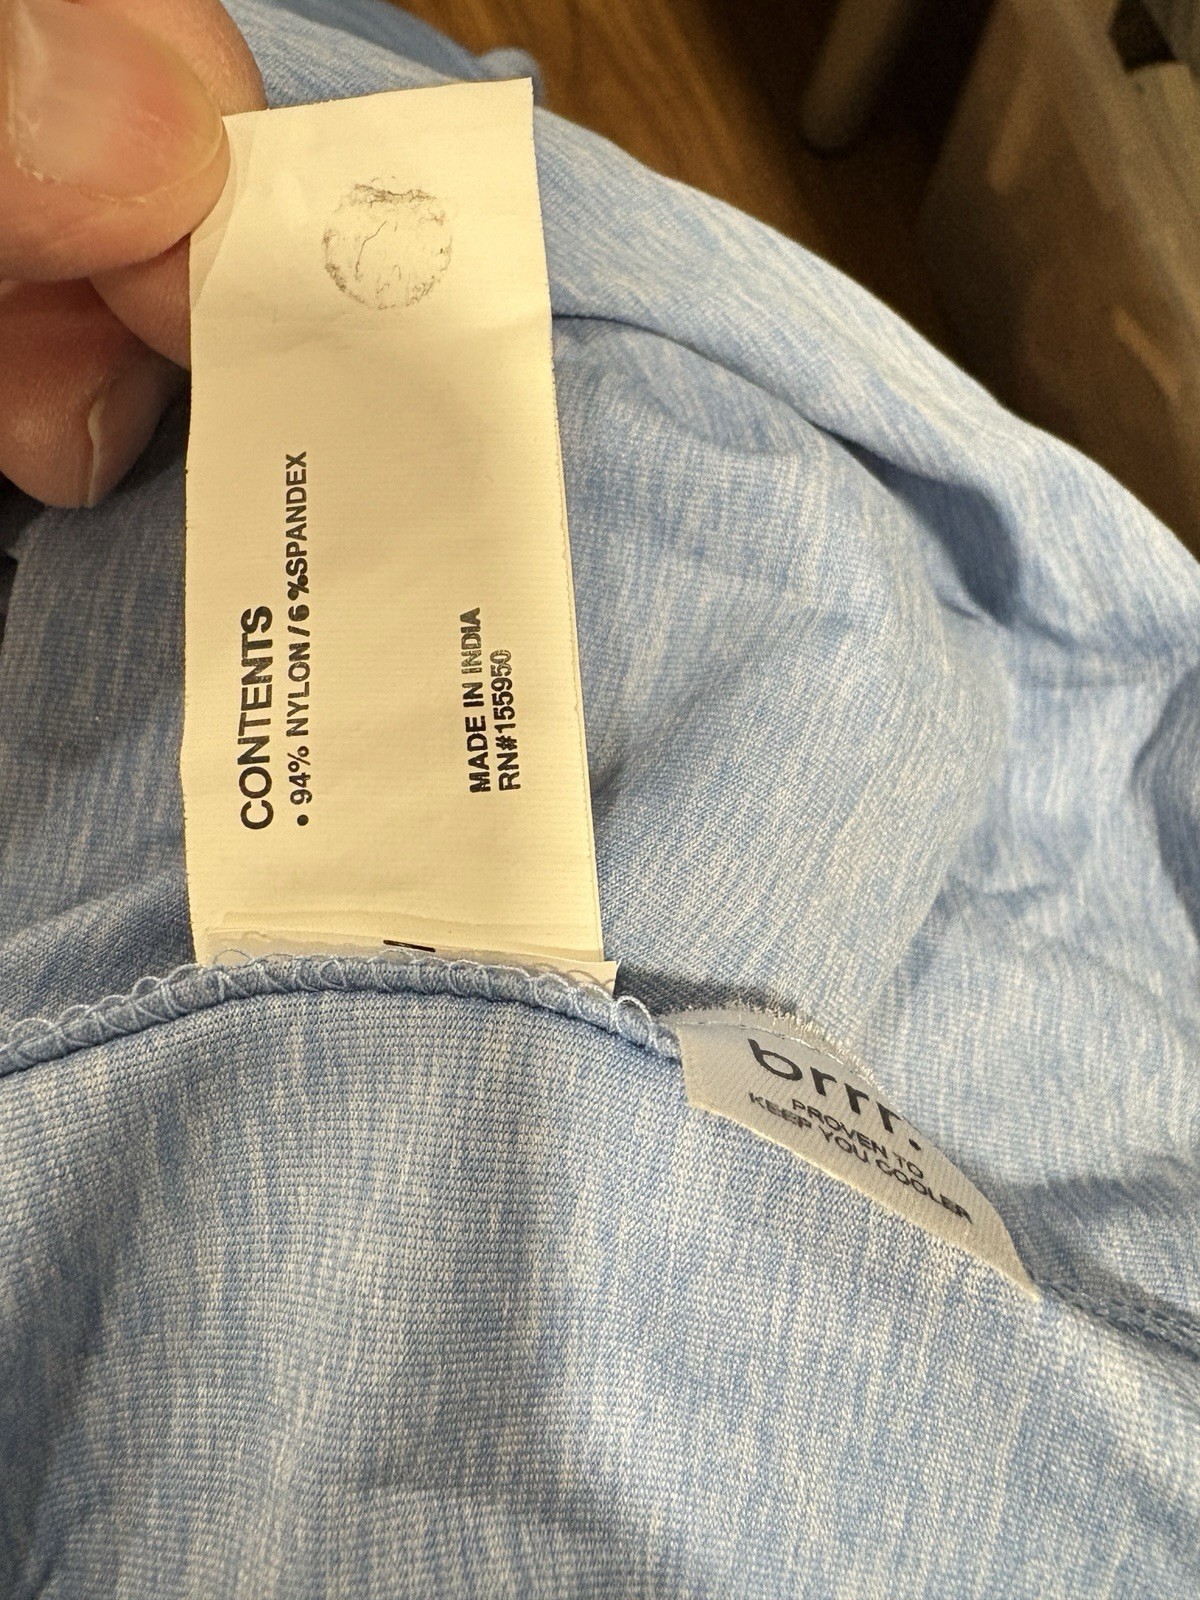 CONTENTS
• 94% NYLON / 6 %SPANDEX
MADE IN INDIA
RN#155950
brrr.
PROVEN TO
KEEP YOU COOLER